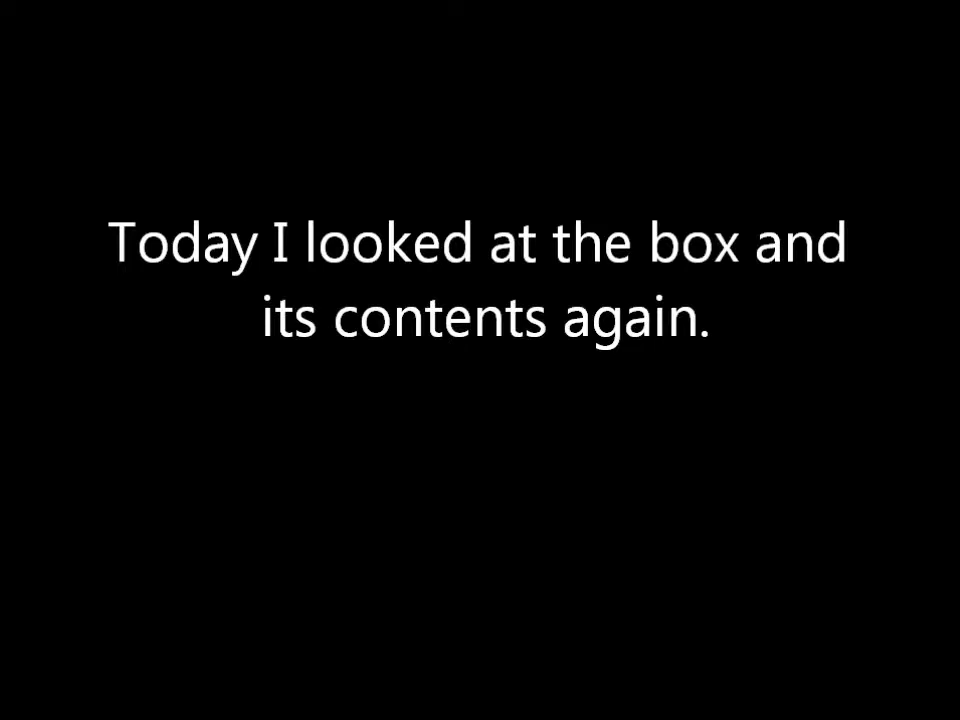 Today I looked at the box and
its contents again.